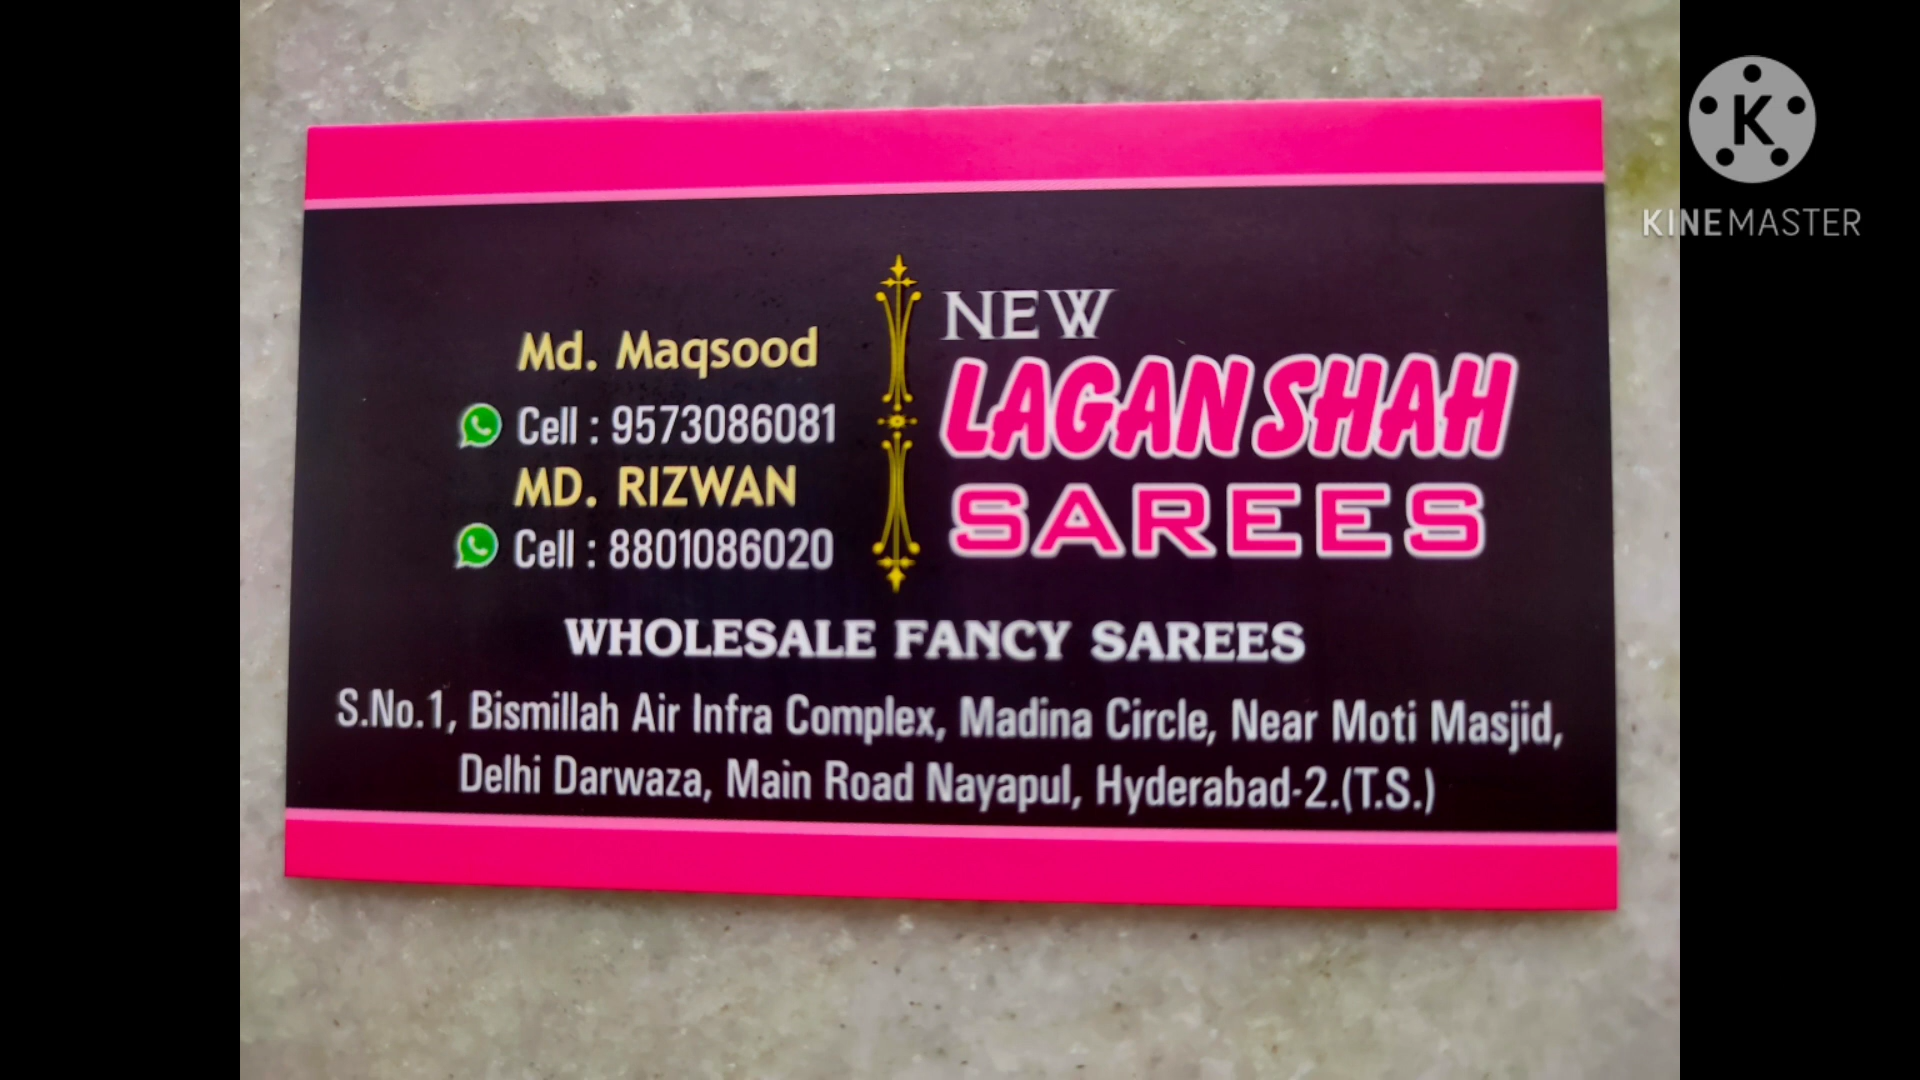 Md. Maqsood
Cell : 9573086081
MD. RIZWAN
Cell : 8801086020
NEW
LAGAN SHAH
SAREES
WHOLESALE FANCY SAREES
S.No.1, Bismillah Air Infra Complex, Madina Circle, Near Moti Masjid,
Delhi Darwaza, Main Road Nayapul, Hyderabad-2.(T.S.)
K
KINEMASTER